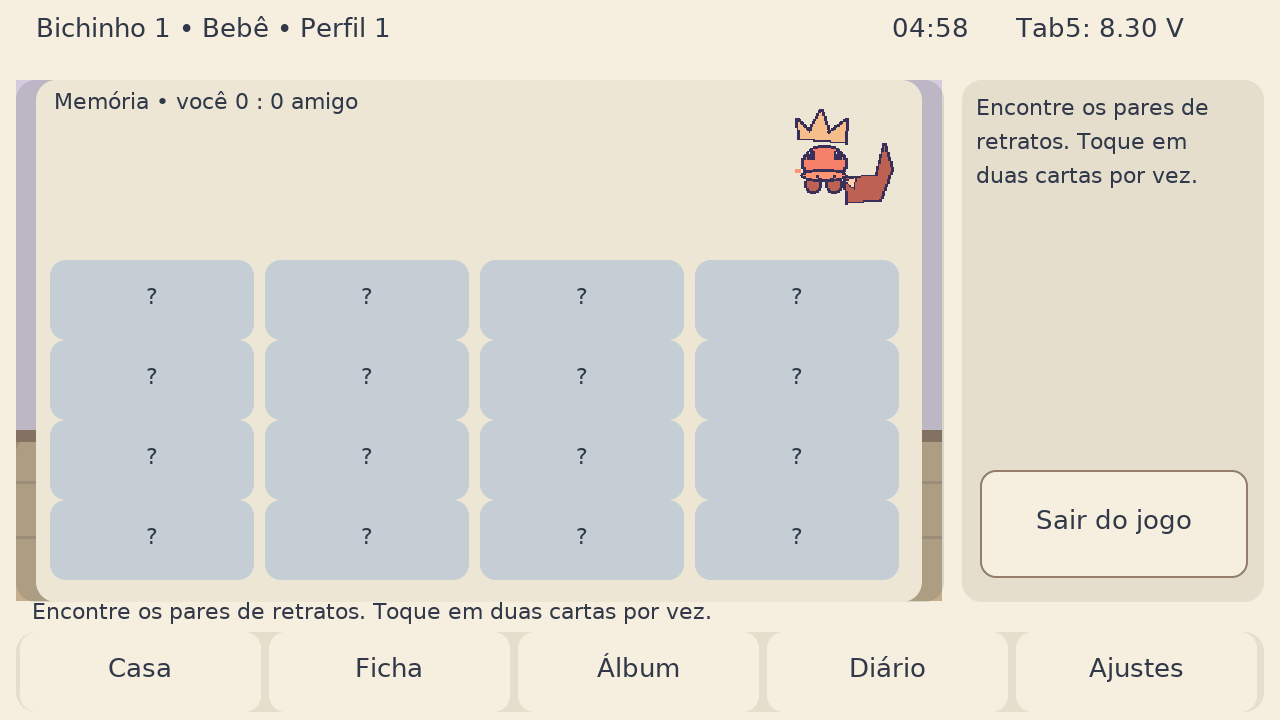 Bichinho 1 • Bebê • Perfil 1
04:58
Tab5: 8.30 V
Memória • você 0 : 0 amigo
Encontre os pares de
retratos. Toque em
duas cartas por vez.
? ? ? ?
? ? ? ?
? ? ? ?
? ? ? ?
Sair do jogo
Encontre os pares de retratos. Toque em duas cartas por vez.
Casa
Ficha
Álbum
Diário
Ajustes